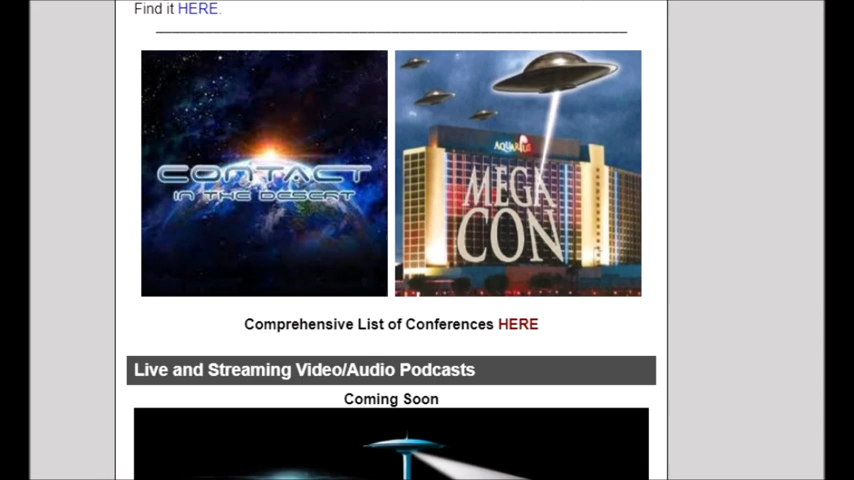 Find it HERE.
CONTACT
IN THE DESERT
AQUARIUS
MEGA
CON
Comprehensive List of Conferences HERE
Live and Streaming Video/Audio Podcasts
Coming Soon